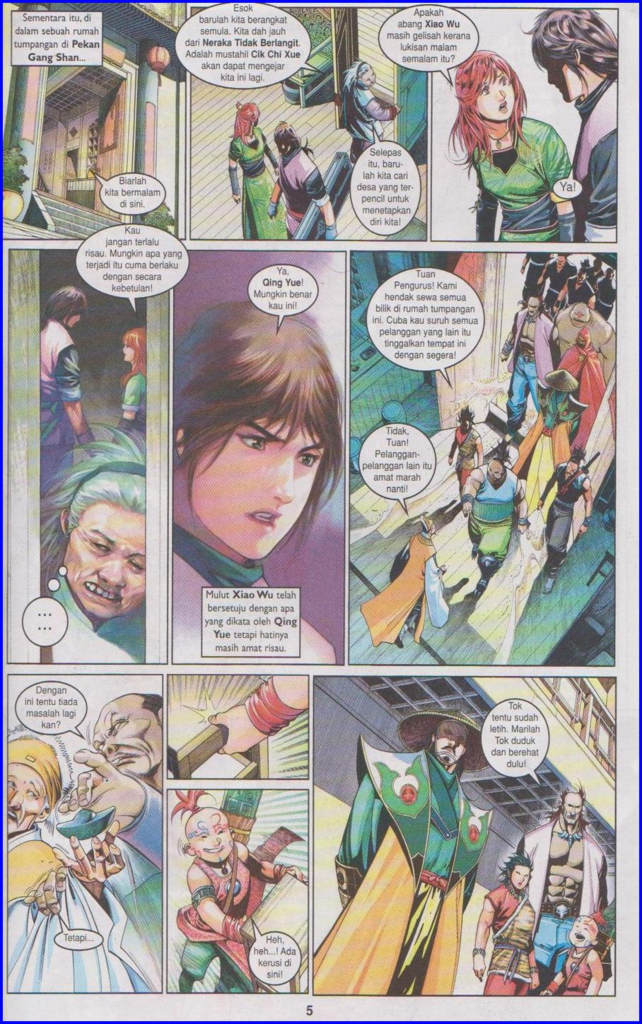 Sementara itu, di
dalam sebuah rumah
tumpangan di Pekan
Gang Shan...
Biarlah
kita bermalam
di sini.
Esok
barulah kita berangkat
semula. Kita dah jauh
dari Neraka Tidak Berlangit.
Adalah mustahil Cik Chi Xue
akan dapat mengejar
kita ini lagi.
Selepas
itu, baru-
lah kita cari
desa yang ter-
pencil untuk
menetapkan
diri kita!
Apakah
abang Xiao Wu
masih gelisah kerana
lukisan malam
semalam itu?
Ya!
Kau
jangan terlalu
risau. Mungkin apa yang
terjadi itu cuma berlaku
dengan secara
kebetulan!
...
...
Ya,
Qing Yue!
Mungkin benar
kau ini!
Mulut Xiao Wu telah
bersetuju dengan apa
yang dikata oleh Qing
Yue tetapi hatinya
masih amat risau.
Tuan
Pengurus! Kami
hendak sewa semua
bilik di rumah tumpangan
ini. Cuba kau suruh semua
pelanggan yang lain itu
tinggalkan tempat ini
dengan segera!
Tidak,
Tuan!
Pelanggan-
pelanggan lain itu
amat marah
nanti!
Dengan
ini tentu tiada
masalah lagi
kan?
Tetapi...
Heh,
heh...! Ada
kerusi di
sini!
Tok
tentu sudah
letih. Marilah
Tok duduk
dan berehat
dulu!
5